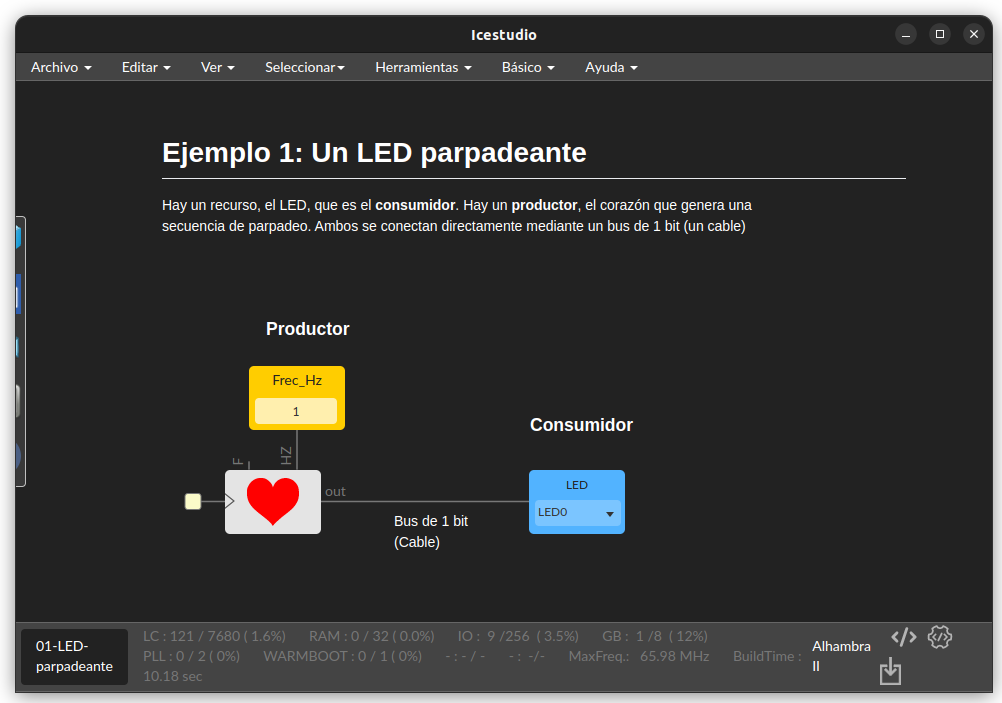 Icestudio
Archivo Editar Ver Seleccionar Herramientas Básico Ayuda
Ejemplo 1: Un LED parpadeante
Hay un recurso, el LED, que es el consumidor. Hay un productor, el corazón que genera una
secuencia de parpadeo. Ambos se conectan directamente mediante un bus de 1 bit (un cable)
Productor
Frec_Hz
1
Consumidor
F
HZ
LED
LED0
out
Bus de 1 bit
(Cable)
01-LED-
parpadeante
LC : 121 / 7680 ( 1.6%) RAM : 0 / 32 ( 0.0%) IO : 9 /256 ( 3.5%) GB : 1 /8 ( 12%)
PLL : 0 / 2 ( 0%) WARMBOOT : 0 / 1 ( 0%) - : - / - - : -/- MaxFreq.: 65.98 MHz BuildTime :
10.18 sec
Alhambra
II